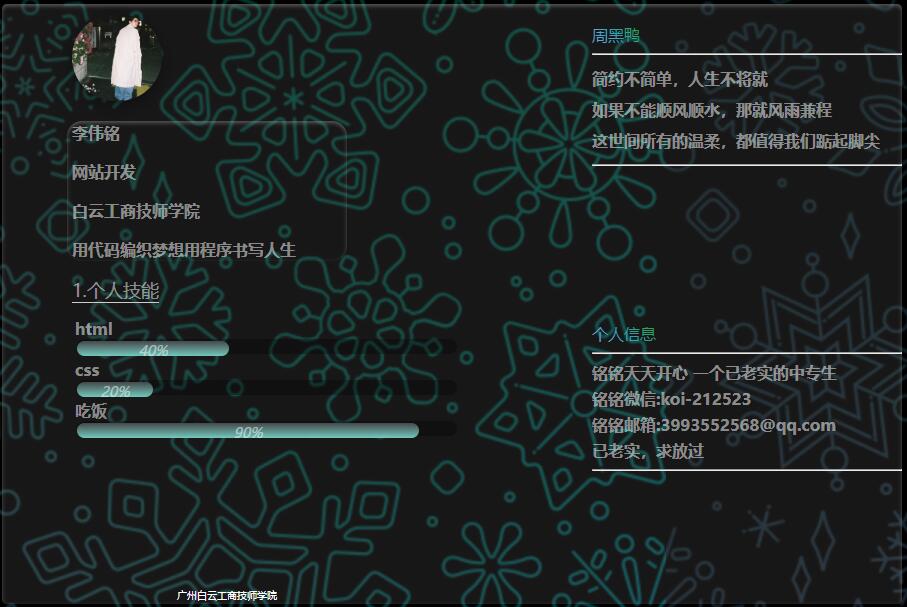 李伟铭
网站开发
白云工商技师学院
用代码编织梦想用程序书写人生
1.个人技能
html
40%
css
20%
吃饭
90%
周黑鸭
简约不简单，人生不将就
如果不能顺风顺水，那就风雨兼程
这世间所有的温柔，都值得我们踮起脚尖
个人信息
铭铭天天开心 一个已老实的中专生
铭铭微信:koi-212523
铭铭邮箱:3993552568@qq.com
已老实，求放过
广州白云工商技师学院